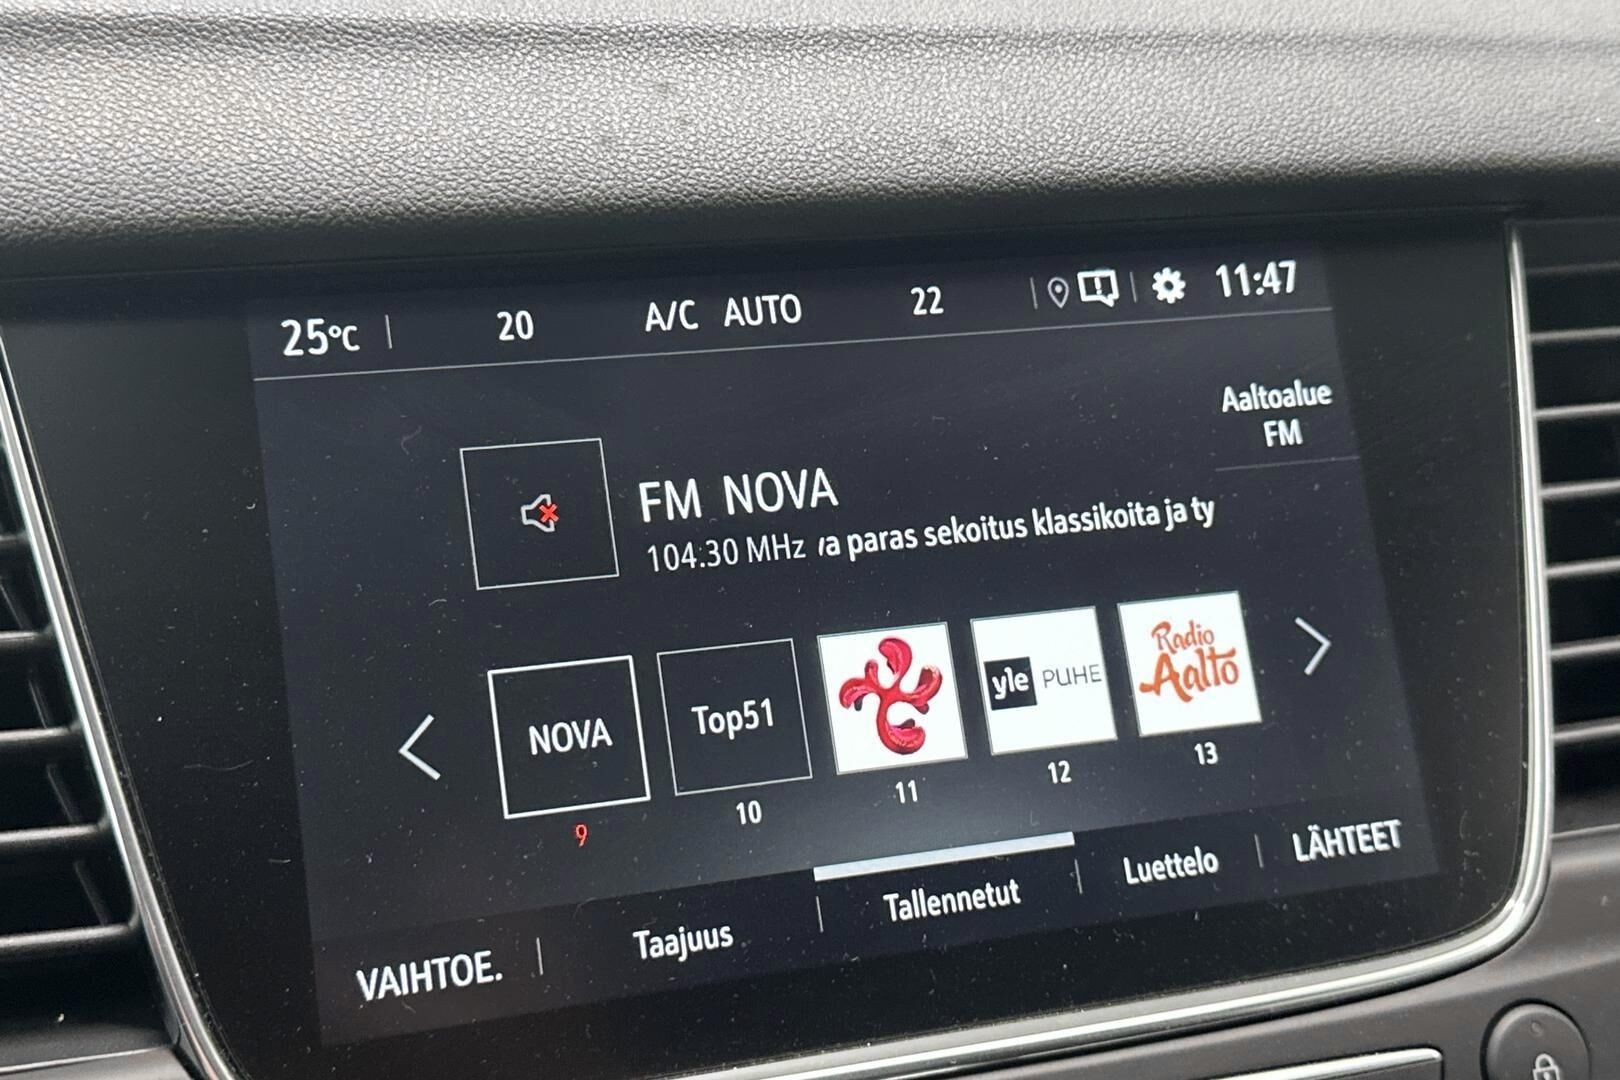 25°C 20 A/C AUTO 22 11:47
Aaltoalue
FM
FM NOVA
104.30 MHz a paras sekoitus klassikoita ja ty
NOVA Top51 yle PUHE Radio Aalto
9 10 11 12 13
VAIHTOE. Taajuus Tallennetut Luettelo LÄHTEET